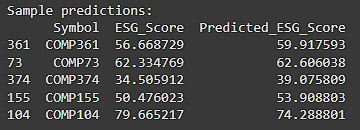 Sample predictions:
Symbol ESG_Score Predicted_ESG_Score
361 COMP361 56.668729 59.917593
73 COMP73 62.334769 62.606038
374 COMP374 34.505912 39.075809
155 COMP155 50.476023 53.908803
104 COMP104 79.665217 74.288801